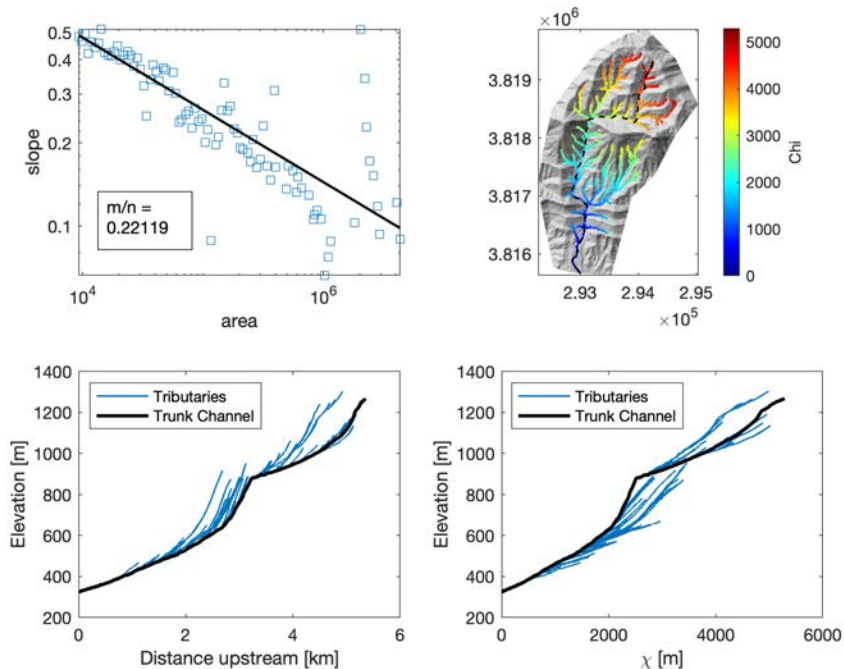 0.5
0.4
0.3
0.2
0.1
slope
m/n =
0.22119
10^4
10^6
area
× 10^6
3.819
3.818
3.817
3.816
2.93 2.94 2.95
× 10^5
5000
4000
3000
2000
1000
0
Chi
1400
1200
1000
800
600
400
200
Elevation [m]
Tributaries
Trunk Channel
0 2 4 6
Distance upstream [km]
1400
1200
1000
800
600
400
200
Elevation [m]
Tributaries
Trunk Channel
0 2000 4000 6000
χ [m]